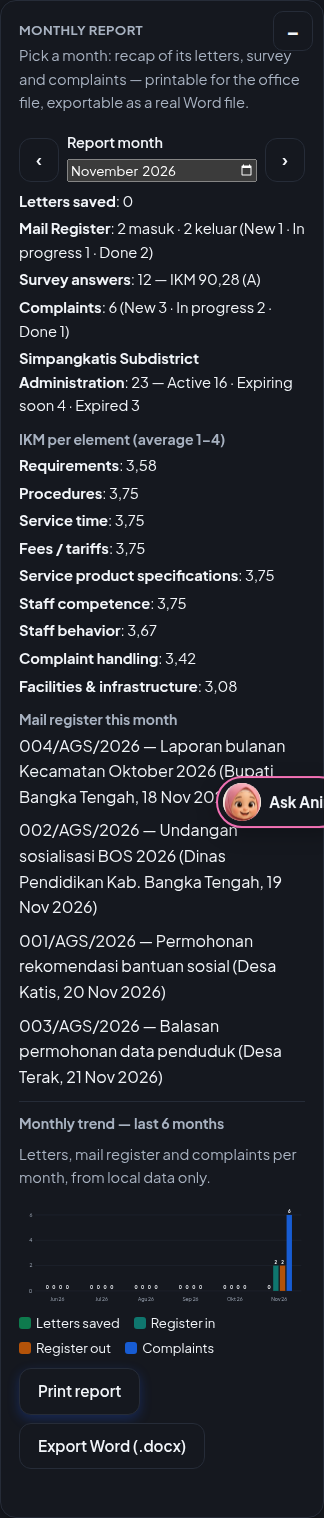 MONTHLY REPORT
–
Pick a month: recap of its letters, survey
and complaints — printable for the office
file, exportable as a real Word file.
‹
Report month
November 2026
›
Letters saved: 0
Mail Register: 2 masuk · 2 keluar (New 1 · In
progress 1 · Done 2)
Survey answers: 12 — IKM 90,28 (A)
Complaints: 6 (New 3 · In progress 2 ·
Done 1)
Simpangkatis Subdistrict
Administration: 23 — Active 16 · Expiring
soon 4 · Expired 3
IKM per element (average 1–4)
Requirements: 3,58
Procedures: 3,75
Service time: 3,75
Fees / tariffs: 3,75
Service product specifications: 3,75
Staff competence: 3,75
Staff behavior: 3,67
Complaint handling: 3,42
Facilities & infrastructure: 3,08
Mail register this month
004/AGS/2026 — Laporan bulanan
Kecamatan Oktober 2026 (Bupati
Bangka Tengah, 18 Nov 202
Ask Ani
002/AGS/2026 — Undangan
sosialisasi BOS 2026 (Dinas
Pendidikan Kab. Bangka Tengah, 19
Nov 2026)
001/AGS/2026 — Permohonan
rekomendasi bantuan sosial (Desa
Katis, 20 Nov 2026)
003/AGS/2026 — Balasan
permohonan data penduduk (Desa
Terak, 21 Nov 2026)
Monthly trend — last 6 months
Letters, mail register and complaints per
month, from local data only.
6
6
4
2
2 2
0
0 0 0 0 0 0 0 0 0 0 0 0 0 0 0 0 0 0 0 0 0
Jun 26 Jul 26 Ags 26 Sep 26 Okt 26 Nov 26
Letters saved Register in
Register out Complaints
Print report
Export Word (.docx)